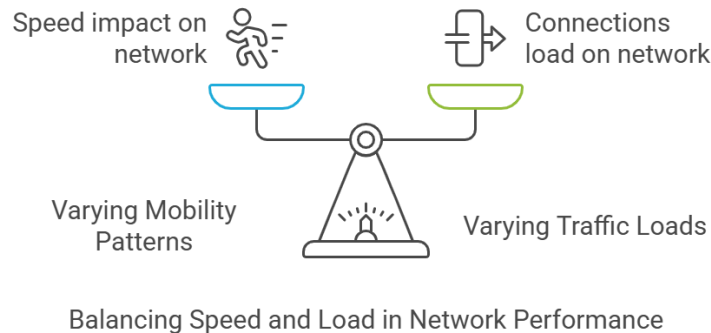 Speed impact on
network
Connections
load on network
Varying Mobility
Patterns
Varying Traffic Loads
Balancing Speed and Load in Network Performance